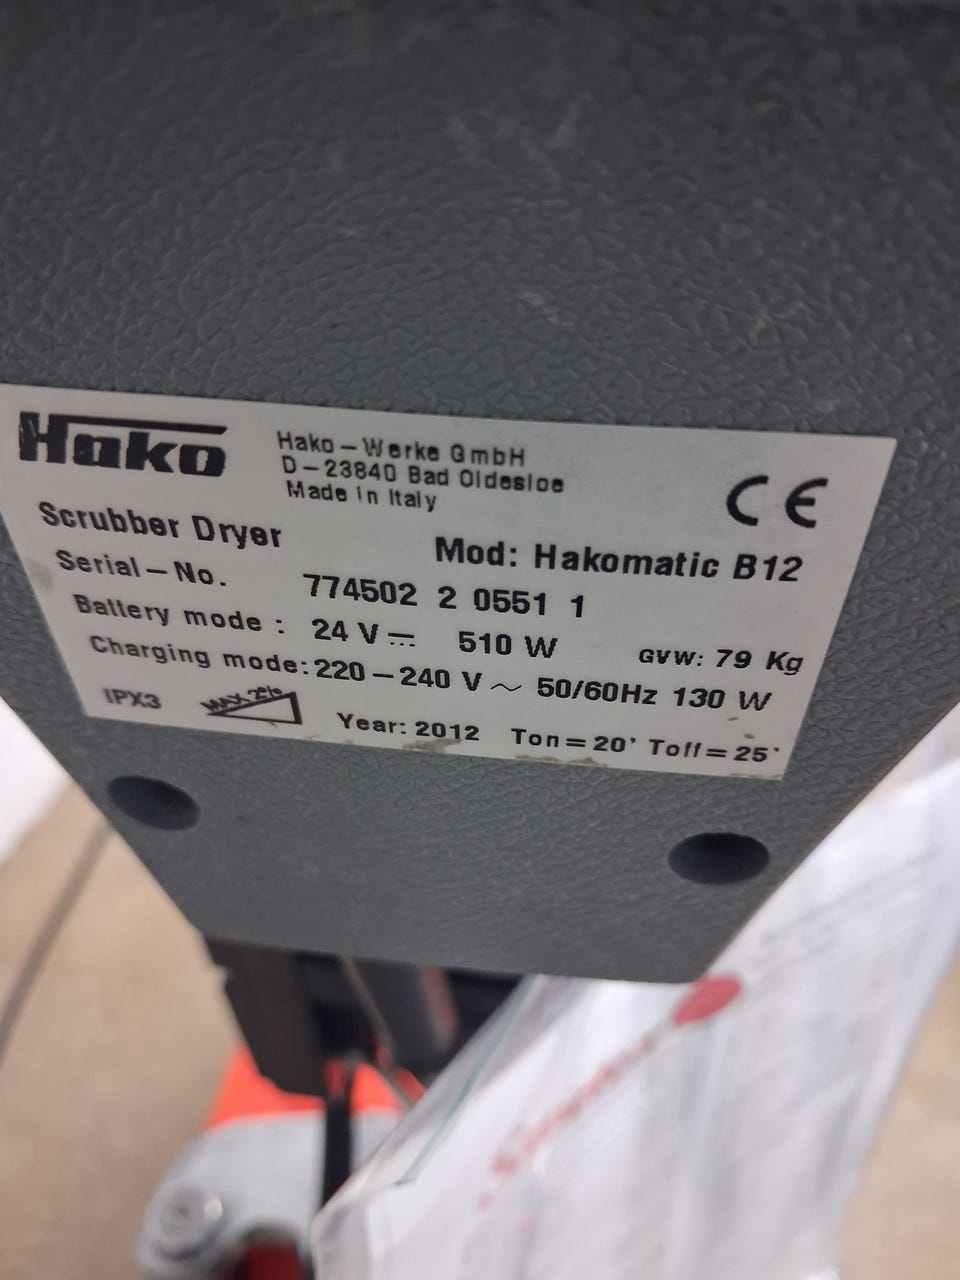 Hako
Hako-Werke GmbH
D-23840 Bad Oldesloe
Made in Italy
CE
Scrubber Dryer
Mod: Hakomatic B12
Serial-No. 774502 2 0551 1
Battery mode: 24 V⎓ 510 W GVW: 79 Kg
Charging mode: 220-240 V ~ 50/60Hz 130 W
IPX3 MAX. 2% Year: 2012 Ton=20' Toff=25'